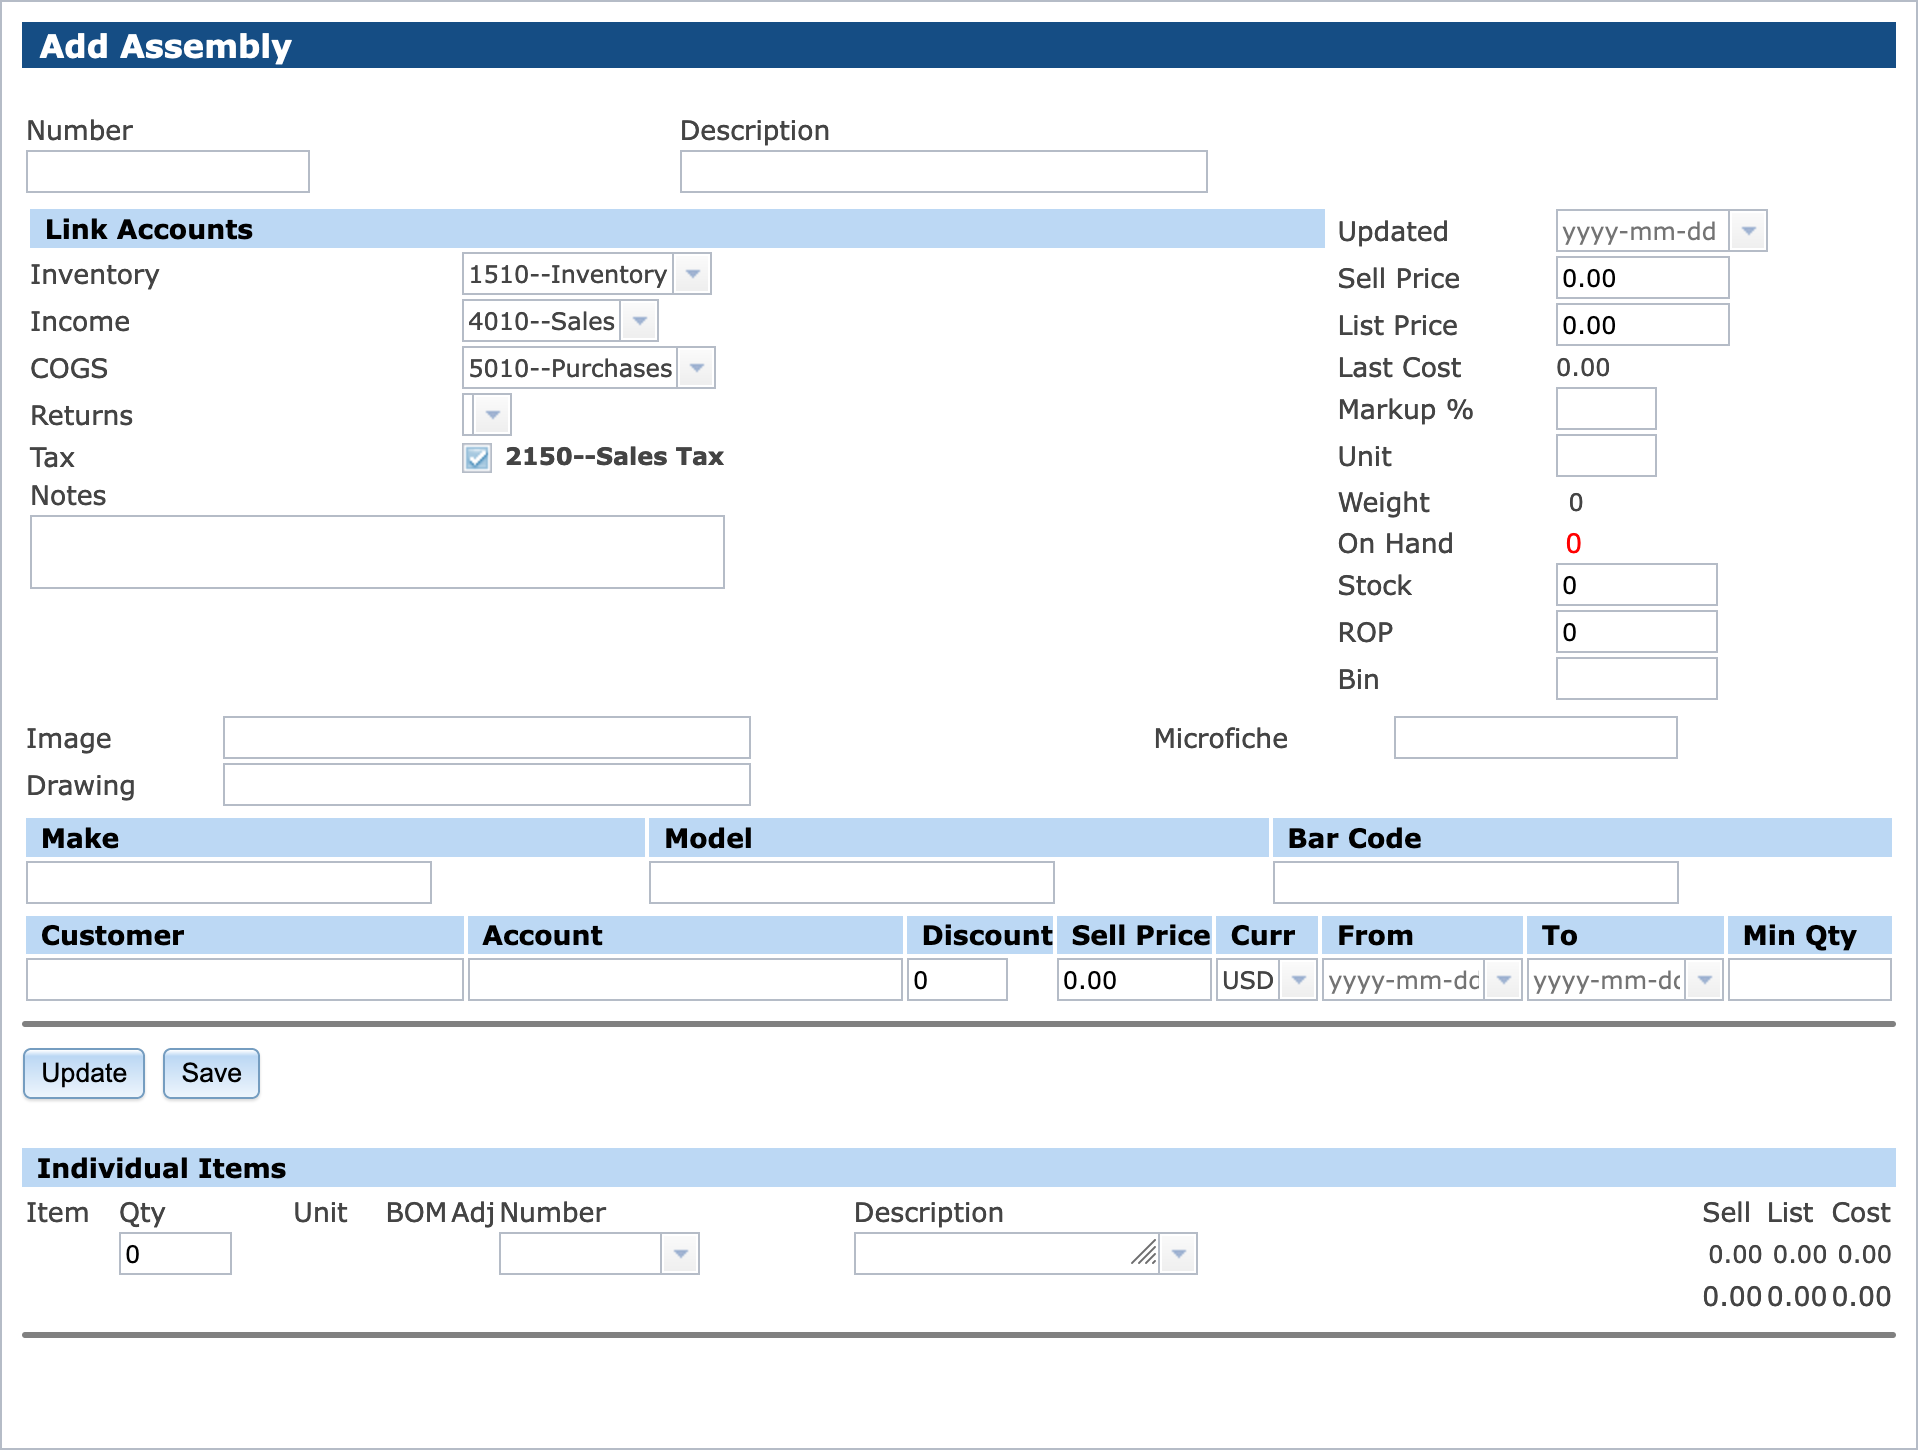 Add Assembly
Number Description
Link Accounts
Inventory 1510--Inventory
Income 4010--Sales
COGS 5010--Purchases
Returns
Tax 2150--Sales Tax
Notes
Updated yyyy-mm-dd
Sell Price 0.00
List Price 0.00
Last Cost 0.00
Markup %
Unit
Weight 0
On Hand 0
Stock 0
ROP 0
Bin
Image Microfiche
Drawing
Make Model Bar Code
Customer Account Discount Sell Price Curr From To Min Qty
0 0.00 USD yyyy-mm-dd yyyy-mm-dd
Update Save
Individual Items
Item Qty Unit BOM Adj Number Description Sell List Cost
0 0.00 0.00 0.00
0.00 0.00 0.00